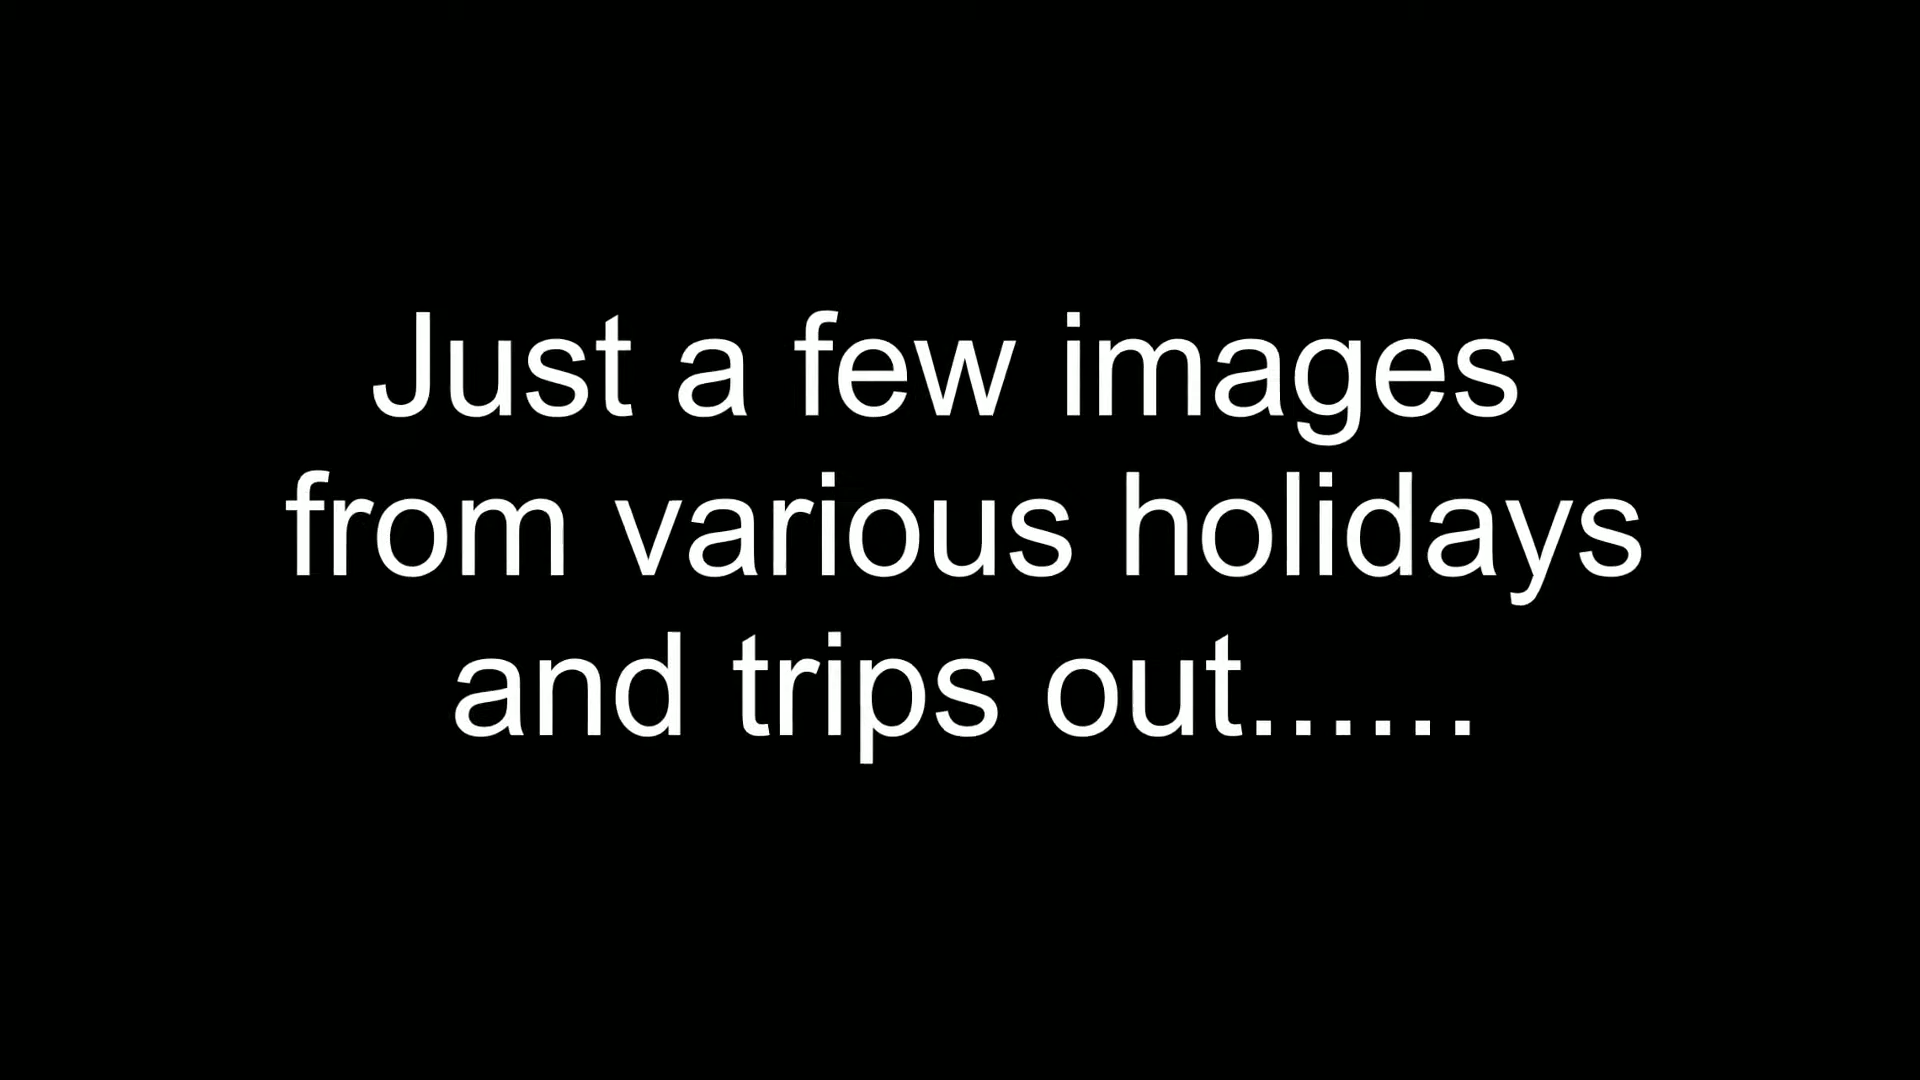 Just a few images
from various holidays
and trips out......